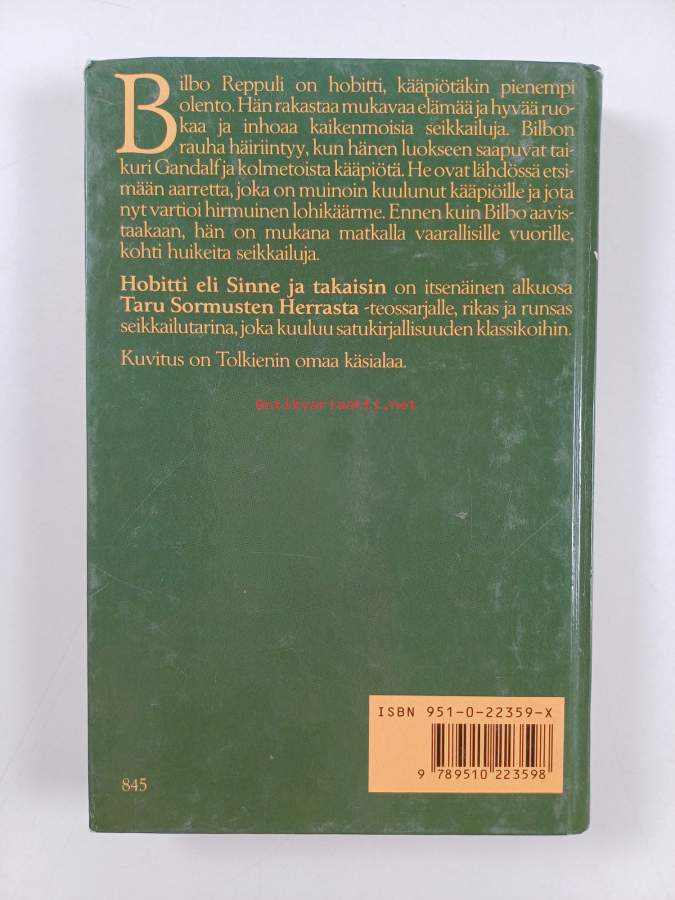 Bilbo Reppuli on hobitti, kääpiötäkin pienempi
olento. Hän rakastaa mukavaa elämää ja hyvää ruo-
kaa ja inhoaa kaikenmoisia seikkailuja. Bilbon
rauha häiriintyy, kun hänen luokseen saapuvat tai-
kuri Gandalf ja kolmetoista kääpiötä. He ovat lähdössä etsi-
mään aarretta, joka on muinoin kuulunut kääpiöille ja jota
nyt vartioi hirmuinen lohikäärme. Ennen kuin Bilbo aavis-
taakaan, hän on mukana matkalla vaarallisille vuorille,
kohti huikeita seikkailuja.
Hobitti eli Sinne ja takaisin on itsenäinen alkuosa
Taru Sormusten Herrasta -teossarjalle, rikas ja runsas
seikkailutarina, joka kuuluu satukirjallisuuden klassikoihin.
Kuvitus on Tolkienin omaa käsialaa.
antikvariaatti.net
ISBN 951-0-22359-X
9 789510 223598
845